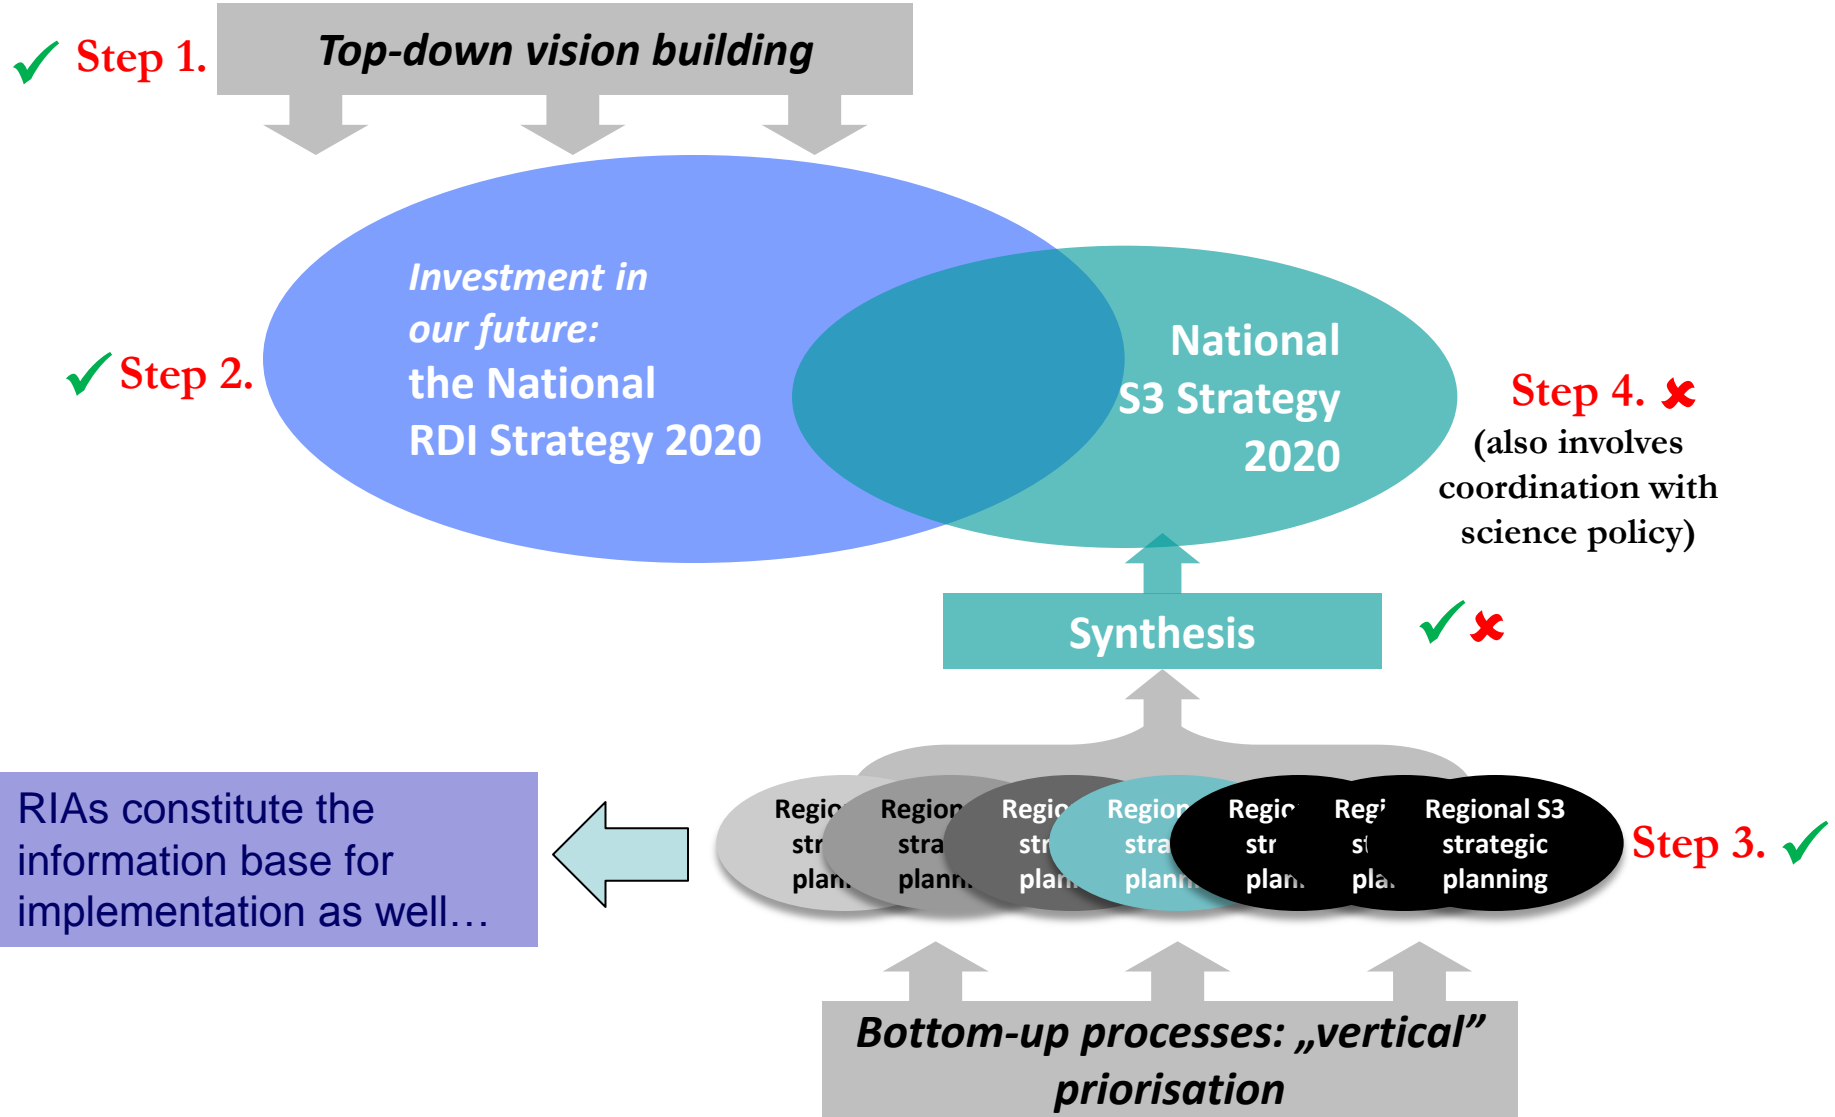 Step 1.
Top-down vision building
Investment in
our future:
the National
RDI Strategy 2020
Step 2.
National
S3 Strategy
2020
Step 4.
(also involves
coordination with
science policy)
Synthesis
RIAs constitute the
information base for
implementation as well…
Regional S3
strategic
planning
Step 3.
Bottom-up processes: „vertical”
priorisation